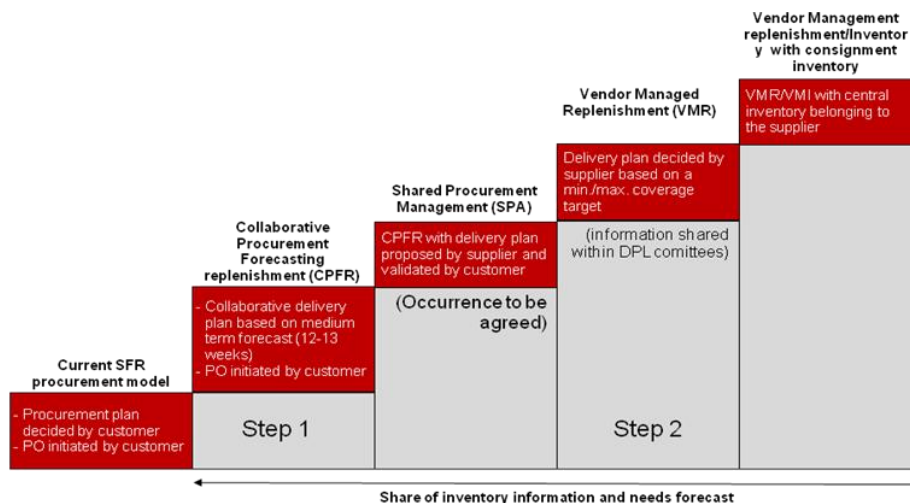 Vendor Management
replenishment/Inventor
y with consignment
inventory
VMR/VMI with central
inventory belonging to
the supplier
Vendor Managed
Replenishment (VMR)
Delivery plan decided by
supplier based on a
min./max. coverage
target
(information shared
within DPL comittees)
Step 2
Shared Procurement
Management (SPA)
CPFR with delivery plan
proposed by supplier and
validated by customer
(Occurrence to be
agreed)
Collaborative
Procurement
Forecasting
replenishment (CPFR)
- Collaborative delivery
plan based on medium
term forecast (12-13
weeks)
- PO initiated by customer
Step 1
Current SFR
procurement model
- Procurement plan
decided by customer
- PO initiated by customer
Share of inventory information and needs forecast